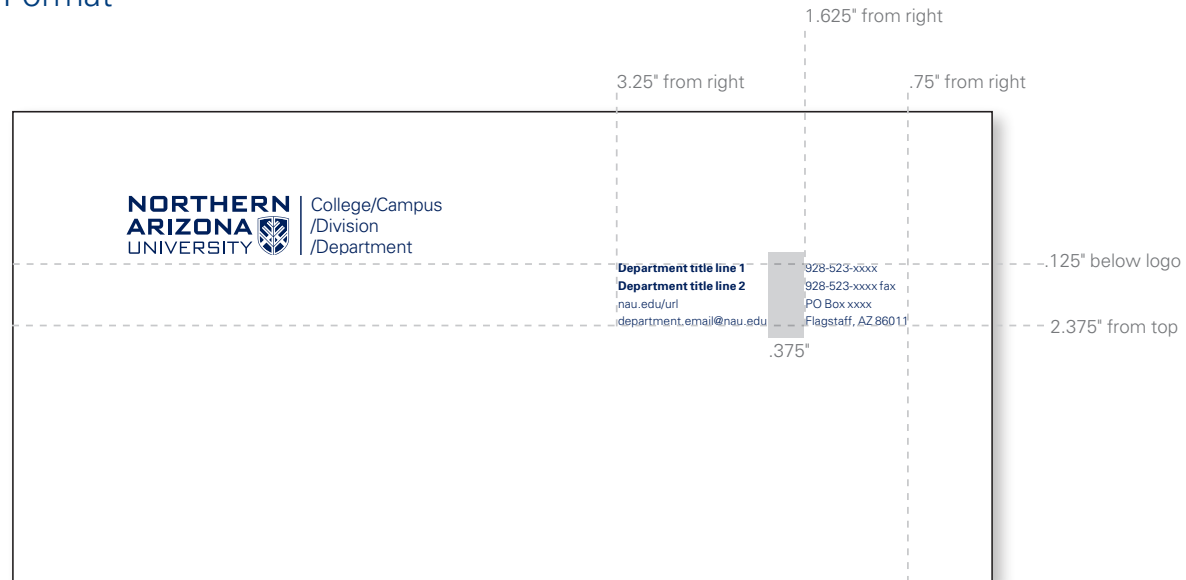 Format
1.625" from right
3.25" from right
.75" from right
NORTHERN
ARIZONA
UNIVERSITY
College/Campus
/Division
/Department
.125" below logo
Department title line 1
Department title line 2
nau.edu/url
department.email@nau.edu
928-523-xxxx
928-523-xxxx fax
PO Box xxxx
Flagstaff, AZ 86011
2.375" from top
.375"